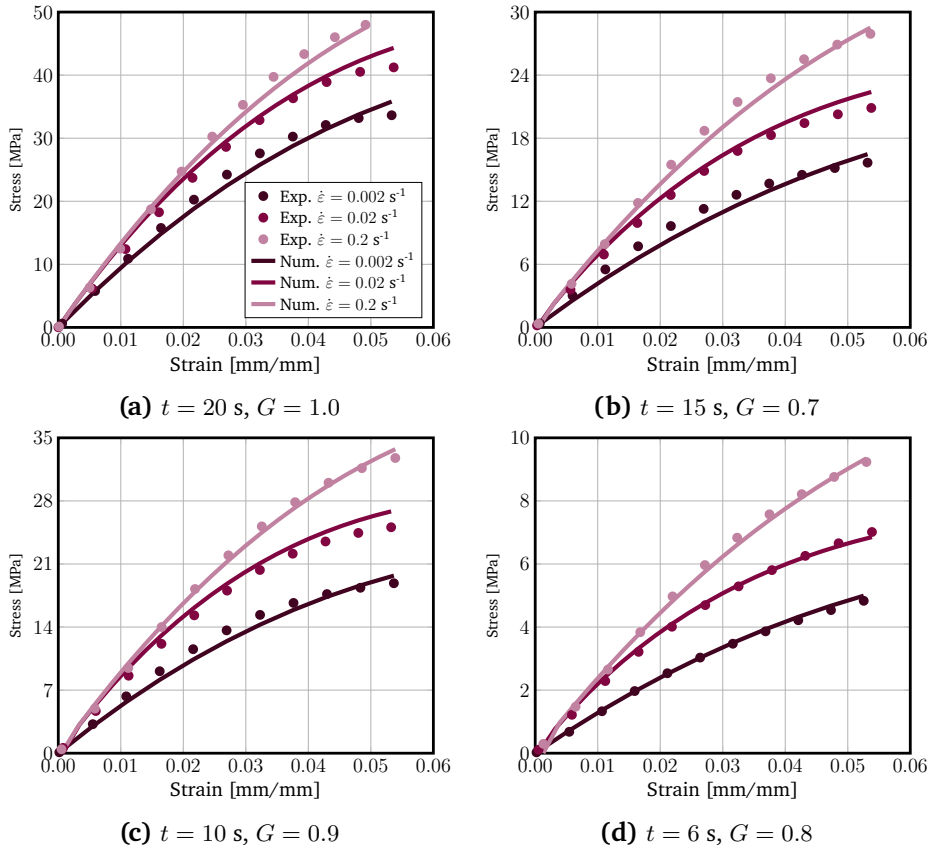 50
40
30
20
10
0
Stress [MPa]
Exp. ε̇ = 0.002 s⁻¹
Exp. ε̇ = 0.02 s⁻¹
Exp. ε̇ = 0.2 s⁻¹
Num. ε̇ = 0.002 s⁻¹
Num. ε̇ = 0.02 s⁻¹
Num. ε̇ = 0.2 s⁻¹
0.00 0.01 0.02 0.03 0.04 0.05 0.06
Strain [mm/mm]
(a) t = 20 s, G = 1.0
30
24
18
12
6
0
Stress [MPa]
0.00 0.01 0.02 0.03 0.04 0.05 0.06
Strain [mm/mm]
(b) t = 15 s, G = 0.7
35
28
21
14
7
0
Stress [MPa]
0.00 0.01 0.02 0.03 0.04 0.05 0.06
Strain [mm/mm]
(c) t = 10 s, G = 0.9
10
8
6
4
2
0
Stress [MPa]
0.00 0.01 0.02 0.03 0.04 0.05 0.06
Strain [mm/mm]
(d) t = 6 s, G = 0.8